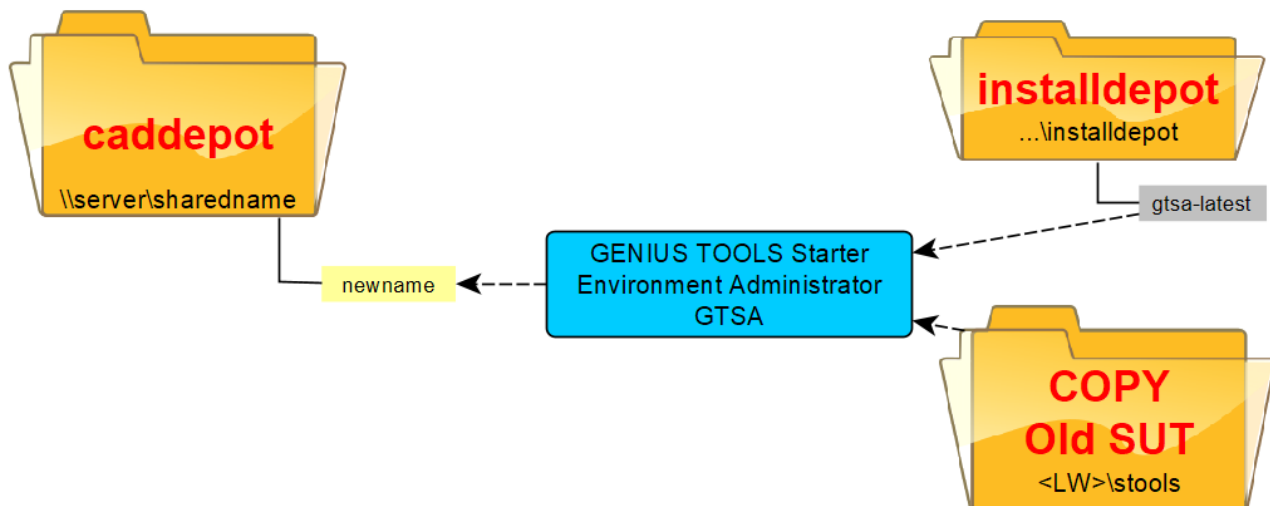 caddepot
\\server\sharedname
newname
GENIUS TOOLS Starter
Environment Administrator
GTSA
installdepot
...\installdepot
gtsa-latest
COPY
Old SUT
<LW>\stools